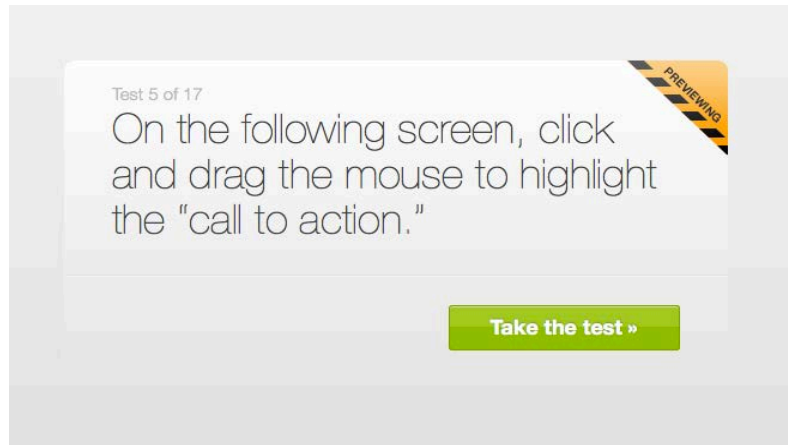 Test 5 of 17
PREVIEWING
On the following screen, click
and drag the mouse to highlight
the "call to action."
Take the test »